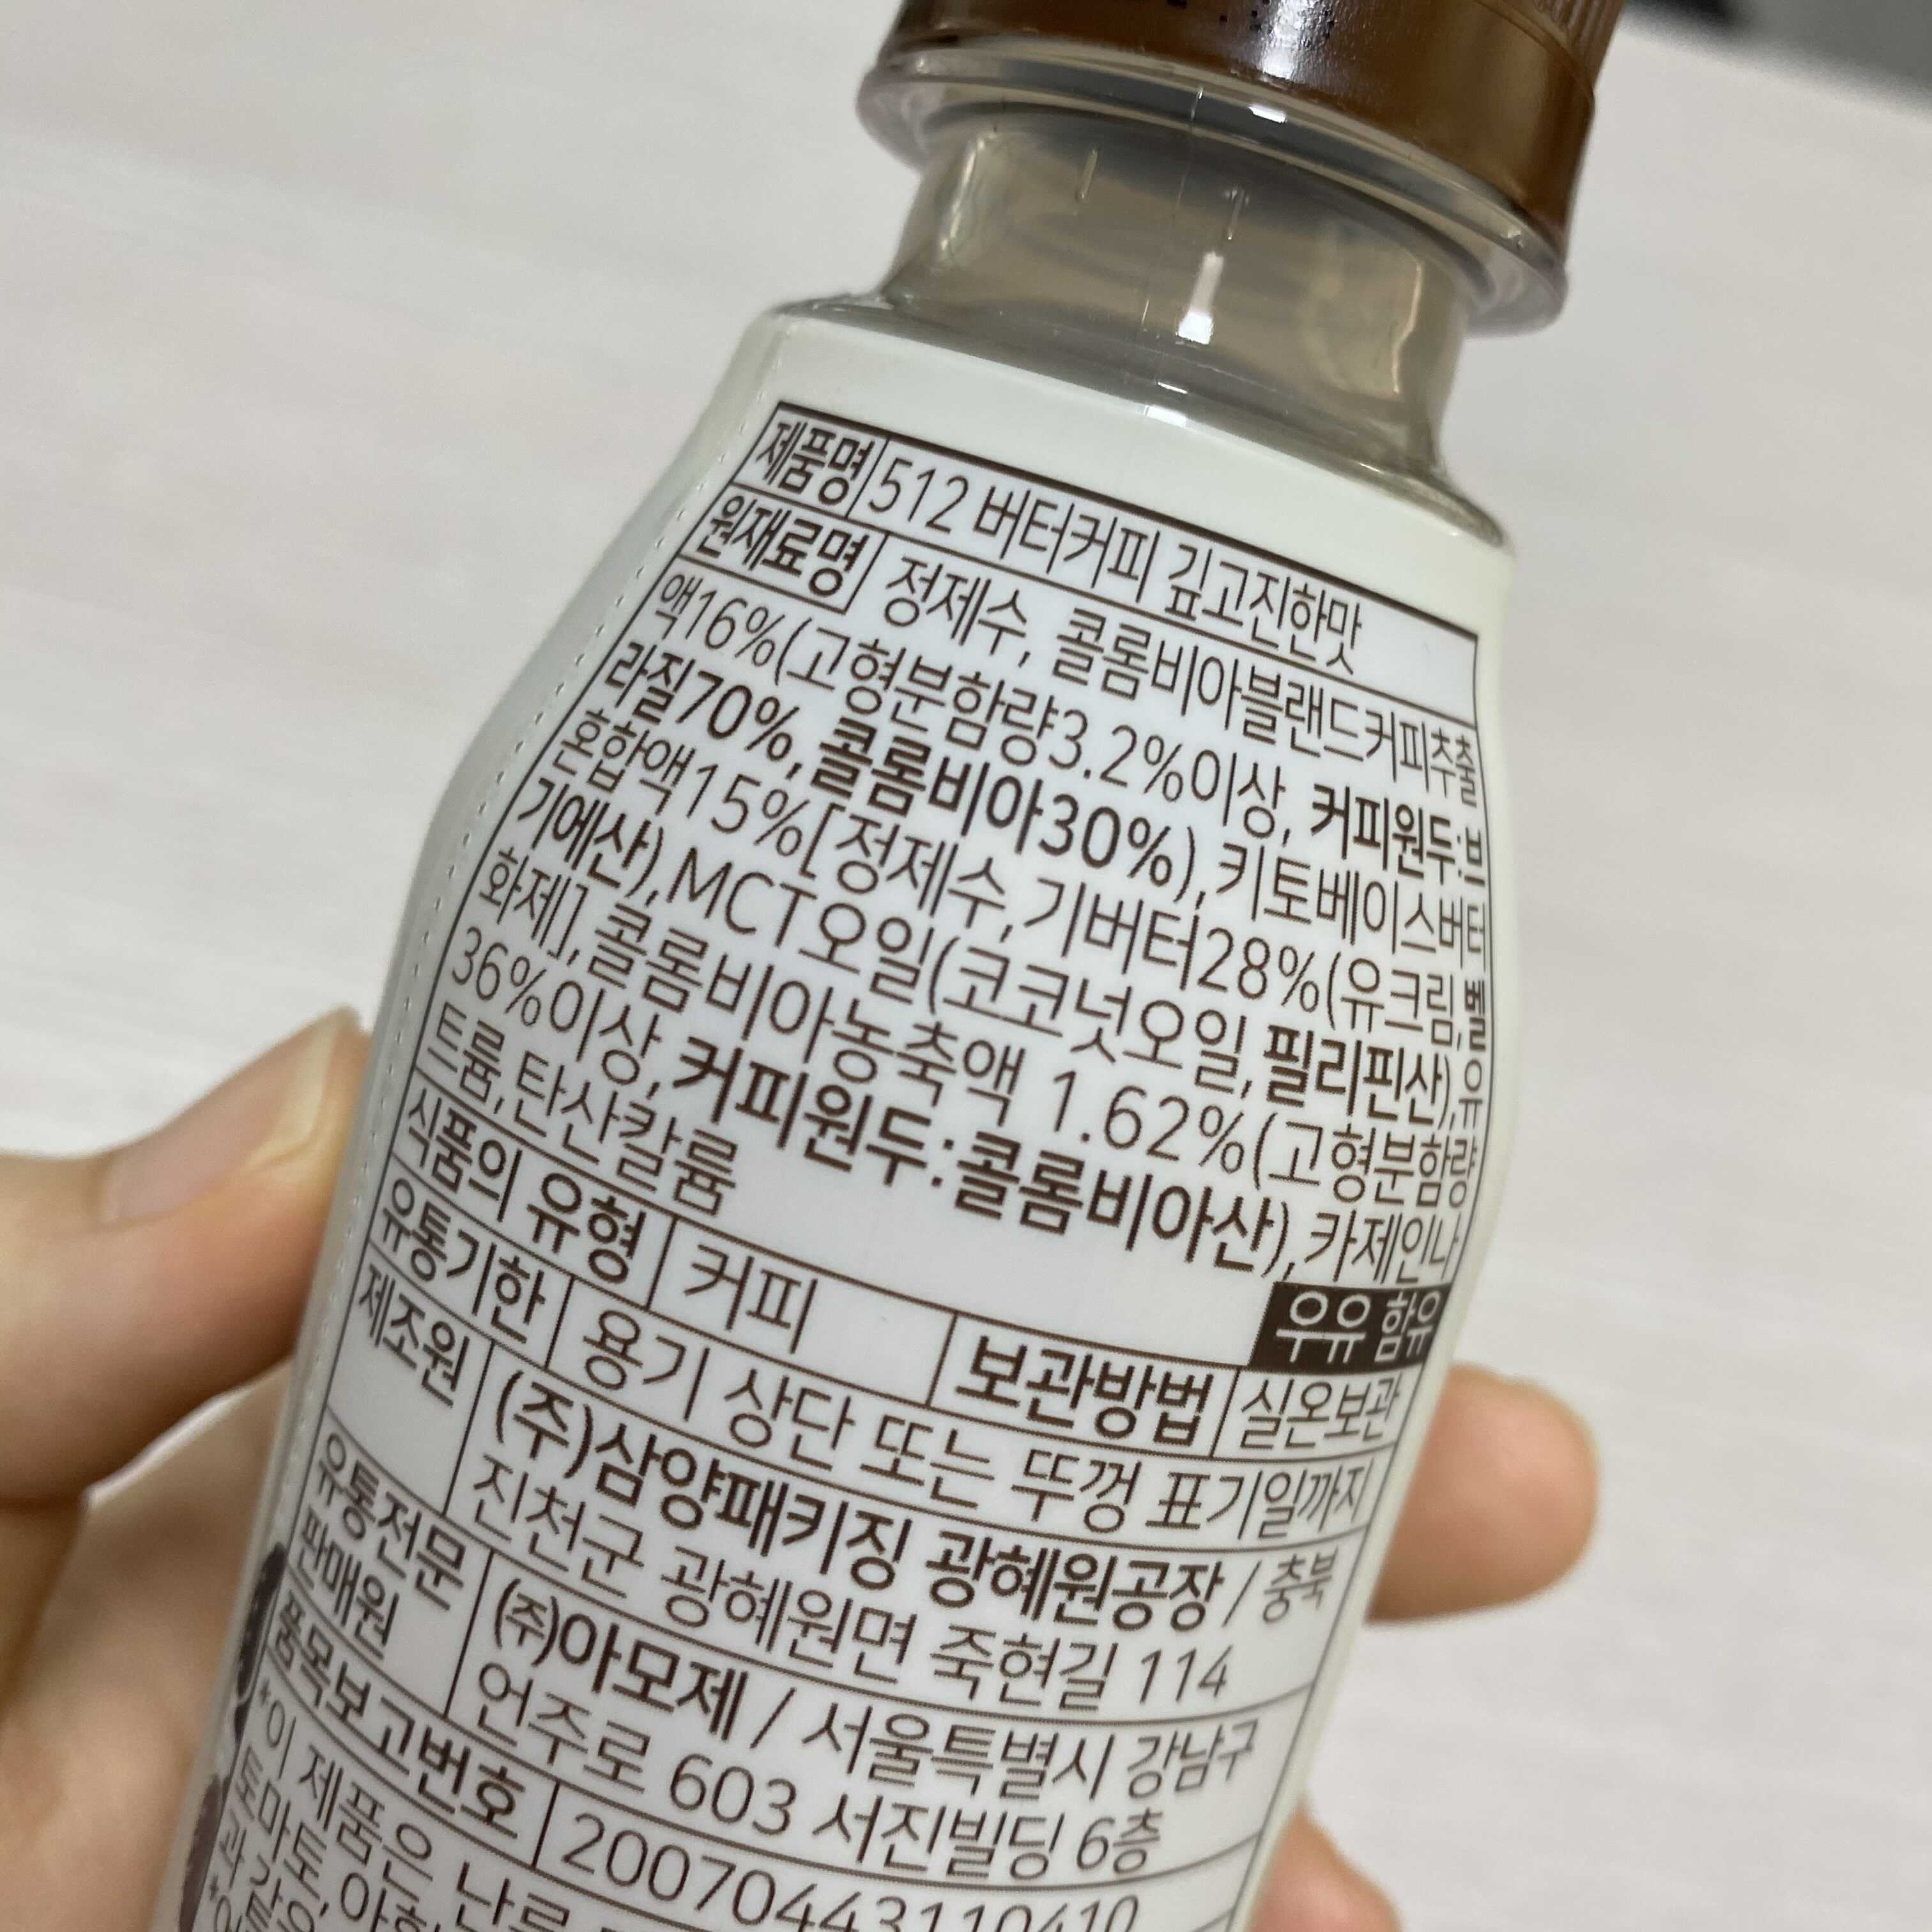 제품명 512 버터커피 깊고진한맛
원재료명 정제수, 콜롬비아블랜드커피추출
액16%(고형분함량3.2%이상, 커피원두:브
라질70%, 콜롬비아30%), 키토베이스버터
혼합액15%[정제수, 기버터28%(유크림, 벨
기에산), MCT오일(코코넛오일, 필리핀산), 유
화제], 콜롬비아농축액 1.62%(고형분함량
36%이상, 커피원두:콜롬비아산), 카제인나
트륨, 탄산칼륨
우유 함유
식품의 유형 커피 보관방법 실온보관
유통기한 용기 상단 또는 뚜껑 표기일까지
제조원 (주)삼양패키징 광혜원공장 / 충북
진천군 광혜원면 죽현길 114
유통전문 (주)아모제 / 서울특별시 강남구
판매원 언주로 603 서진빌딩 6층
품목보고번호 20070443110410
*이 제품은 난류
토마토,
과 같은